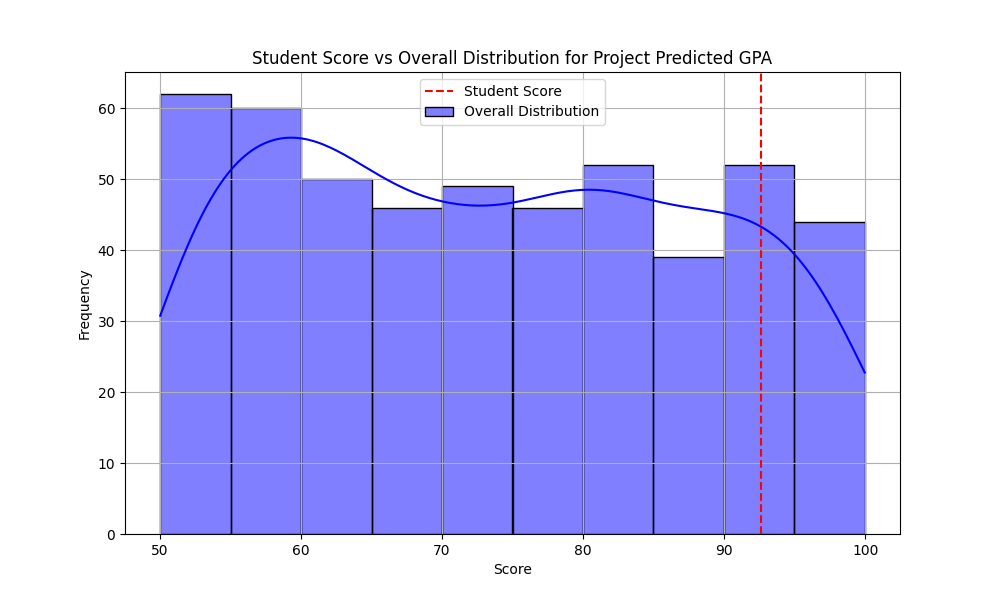 Student Score vs Overall Distribution for Project Predicted GPA
Student Score
Overall Distribution
60
50
40
30
20
10
0
Frequency
50 60 70 80 90 100
Score